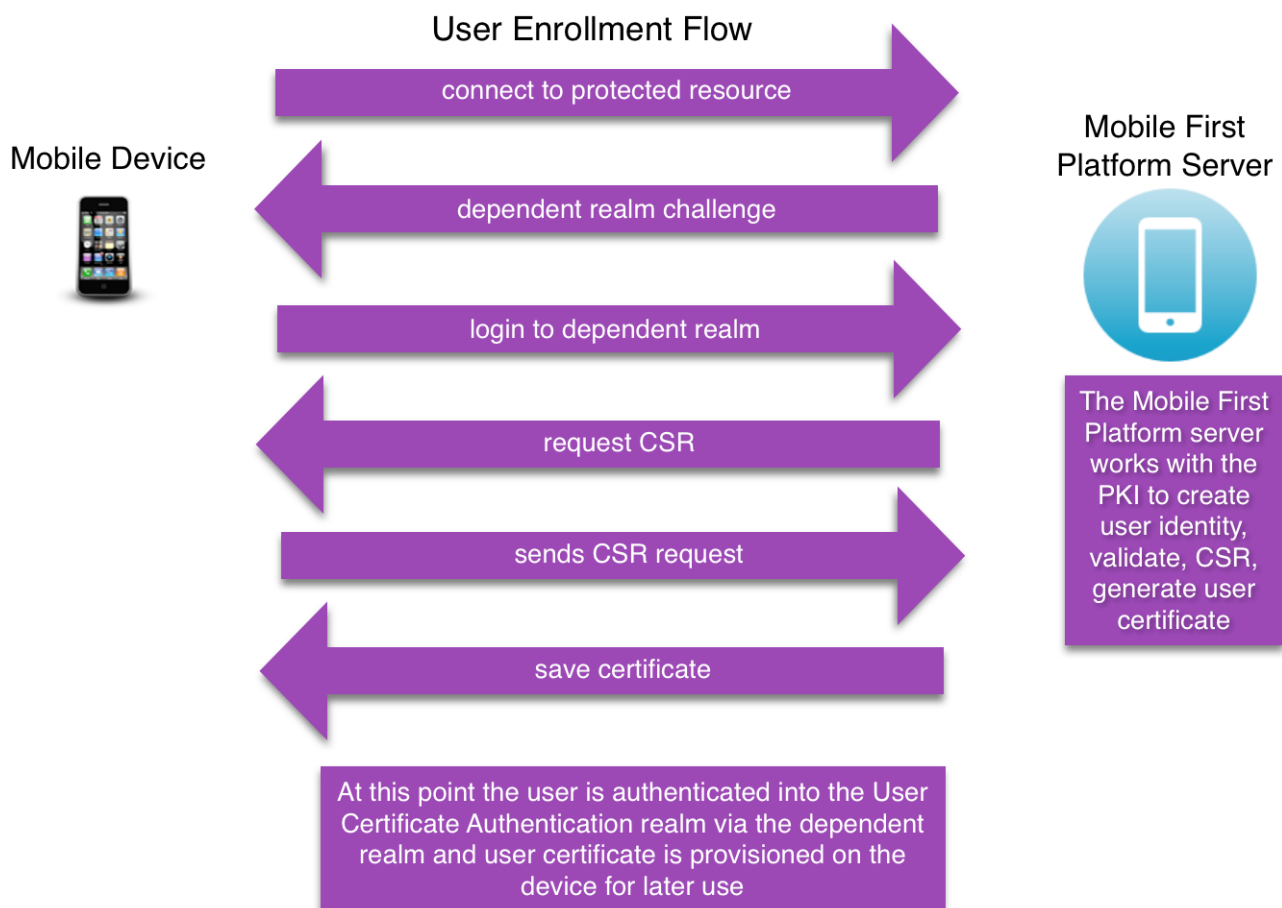 User Enrollment Flow
connect to protected resource
Mobile First
Platform Server
Mobile Device
dependent realm challenge
login to dependent realm
request CSR
sends CSR request
save certificate
The Mobile First
Platform server
works with the
PKI to create
user identity,
validate, CSR,
generate user
certificate
At this point the user is authenticated into the User
Certificate Authentication realm via the dependent
realm and user certificate is provisioned on the
device for later use